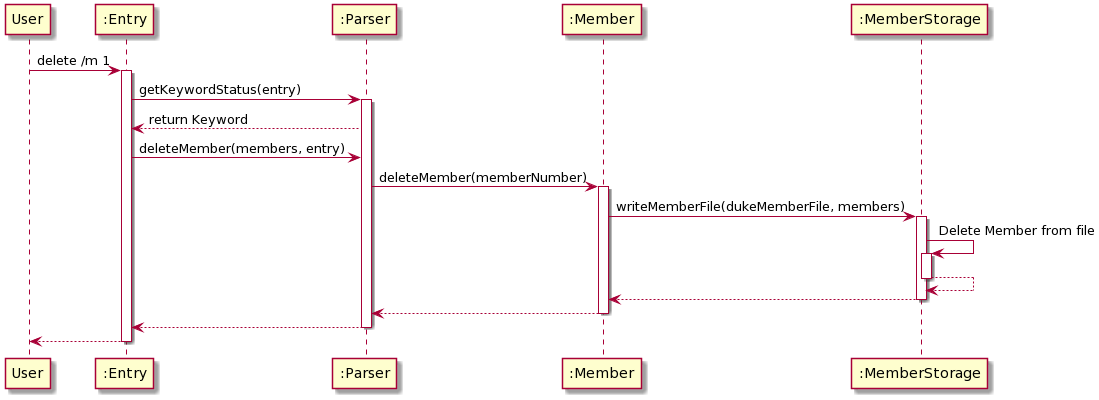 User :Entry :Parser :Member :MemberStorage
delete /m 1
getKeywordStatus(entry)
return Keyword
deleteMember(members, entry)
deleteMember(memberNumber)
writeMemberFile(dukeMemberFile, members)
Delete Member from file
User :Entry :Parser :Member :MemberStorage